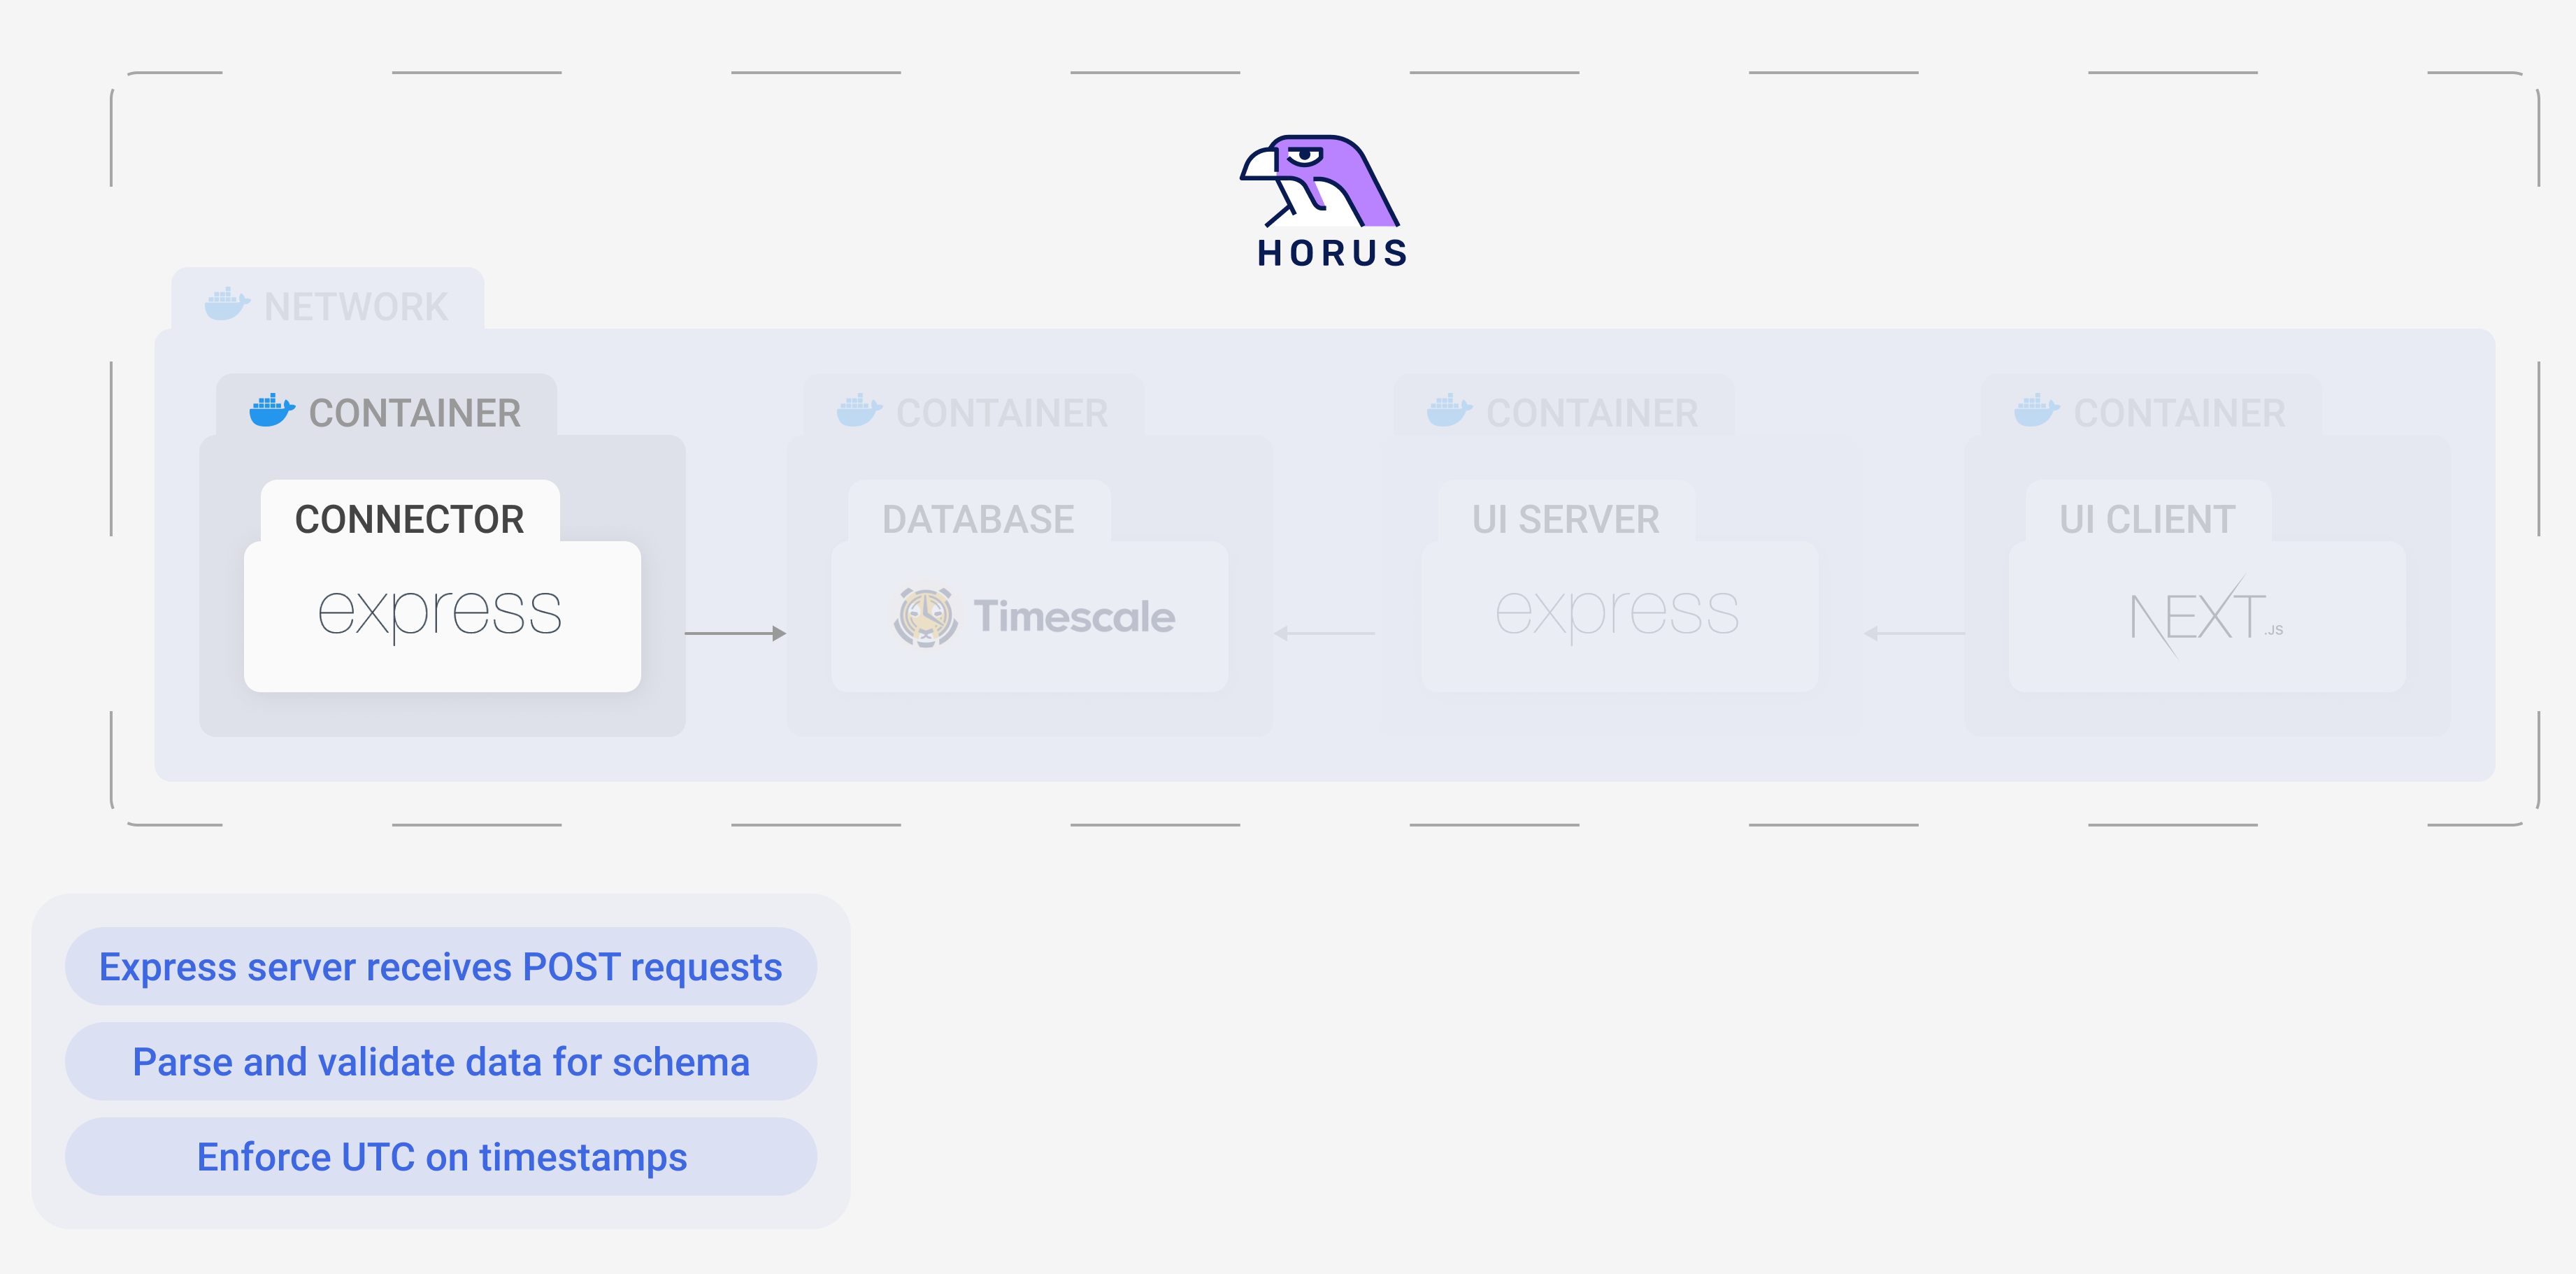 HORUS
NETWORK
CONTAINER
CONNECTOR
express
CONTAINER
DATABASE
Timescale
CONTAINER
UI SERVER
express
CONTAINER
UI CLIENT
NEXT.JS
Express server receives POST requests
Parse and validate data for schema
Enforce UTC on timestamps